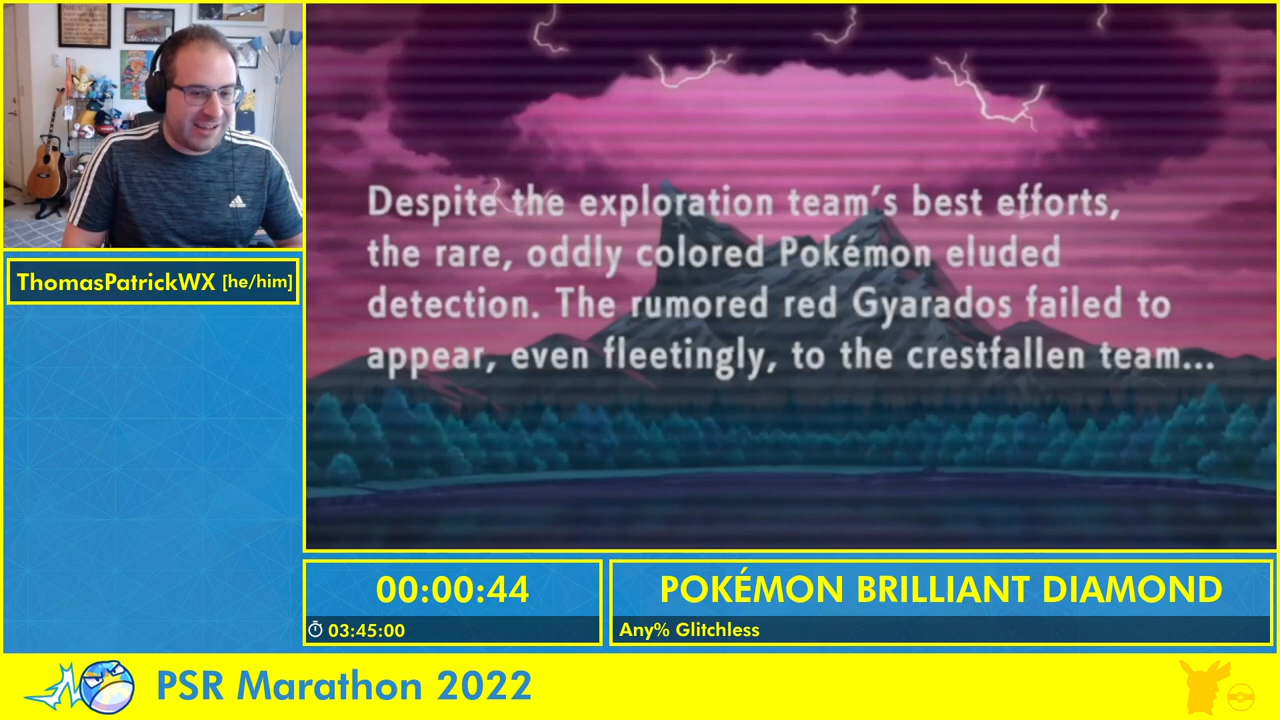 ThomasPatrickWX [he/him]
Despite the exploration team's best efforts,
the rare, oddly colored Pokémon eluded
detection. The rumored red Gyarados failed to
appear, even fleetingly, to the crestfallen team...
00:00:44
03:45:00
POKÉMON BRILLIANT DIAMOND
Any% Glitchless
PSR Marathon 2022